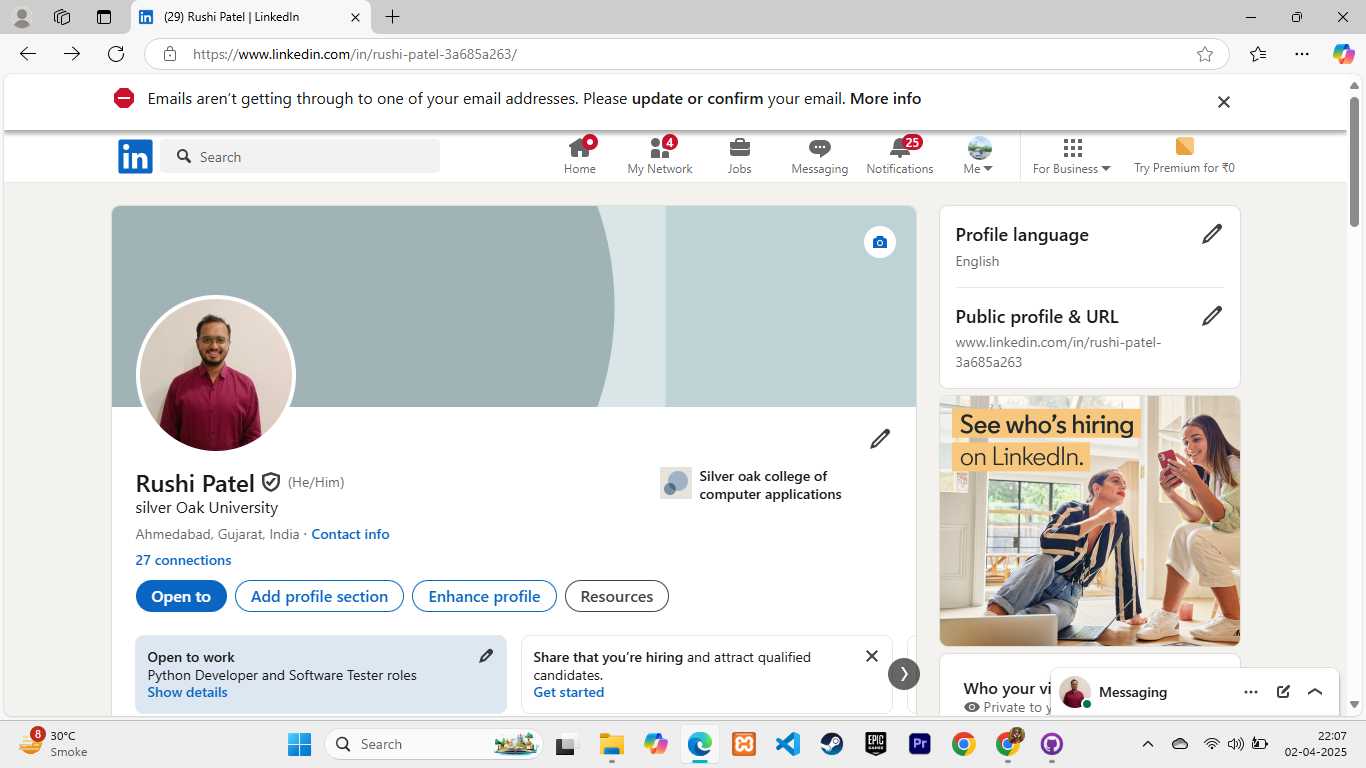 (29) Rushi Patel | LinkedIn
https://www.linkedin.com/in/rushi-patel-3a685a263/
Emails aren't getting through to one of your email addresses. Please update or confirm your email. More info
in
Search
Home
4
My Network
Jobs
Messaging
25
Notifications
Me
For Business
Try Premium for ₹0
Profile language
English
Public profile & URL
www.linkedin.com/in/rushi-patel-
3a685a263
See who's hiring
on LinkedIn.
Rushi Patel (He/Him)
silver Oak University
Ahmedabad, Gujarat, India · Contact info
27 connections
Silver oak college of
computer applications
Open to
Add profile section
Enhance profile
Resources
Open to work
Python Developer and Software Tester roles
Show details
Share that you're hiring and attract qualified
candidates.
Get started
Who your vi
Private to y
Messaging
8
30°C
Smoke
Search
EPIC
GAMES
Pr
22:07
02-04-2025